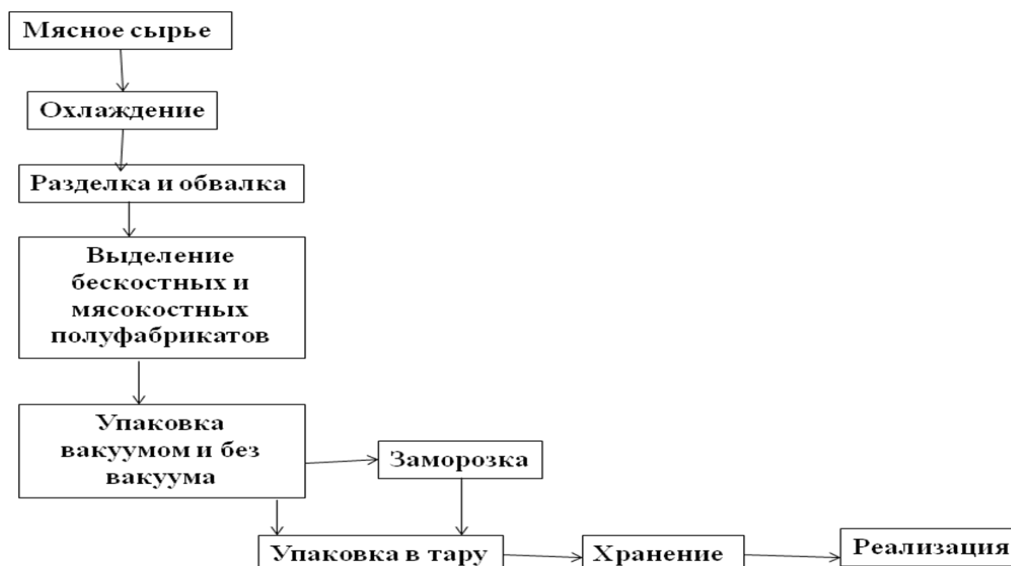 Мясное сырье
Охлаждение
Разделка и обвалка
Выделение
бескостных и
мясокостных
полуфабрикатов
Упаковка
вакуумом и без
вакуума
Заморозка
Упаковка в тару
Хранение
Реализация